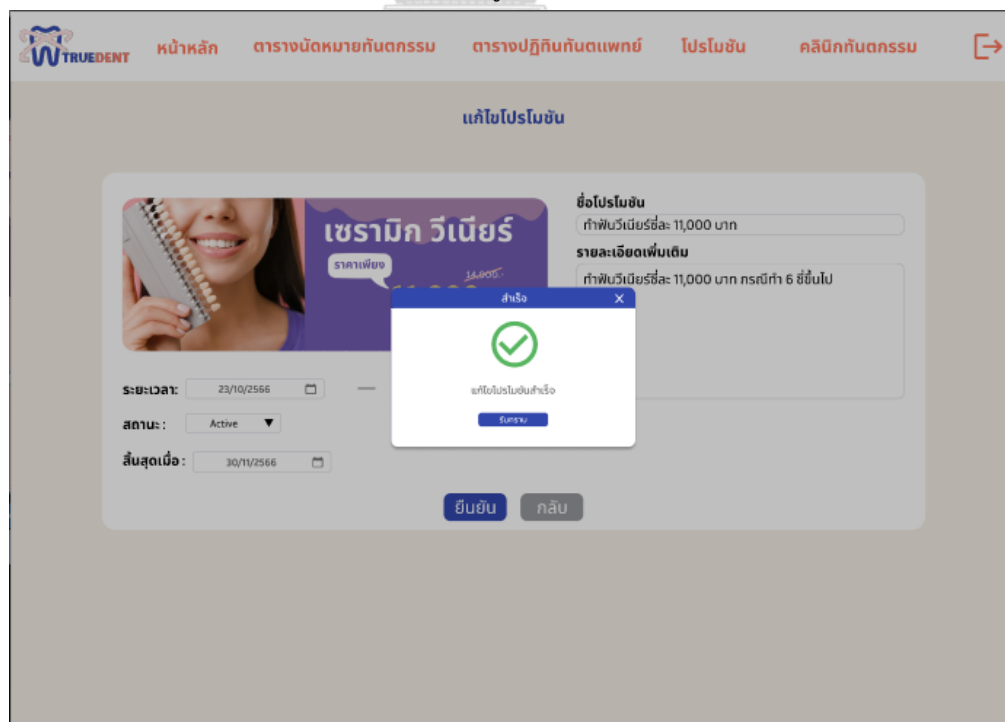 TRUEDENT
หน้าหลัก
ตารางนัดหมายทันตกรรม
ตารางปฏิทินทันตแพทย์
โปรโมชัน
คลินิกทันตกรรม
แก้ไขโปรโมชัน
เซรามิก วีเนียร์
ราคาเพียง
14,000.-
ชื่อโปรโมชัน
ทำฟันวีเนียร์ซี่ละ 11,000 บาท
รายละเอียดเพิ่มเติม
ทำฟันวีเนียร์ซี่ละ 11,000 บาท กรณีทำ 6 ซี่ขึ้นไป
สำเร็จ X
แก้ไขโปรโมชันสำเร็จ
รับทราบ
ระยะเวลา: 23/10/2566 —
สถานะ : Active
สิ้นสุดเมื่อ : 30/11/2566
ยืนยัน
กลับ